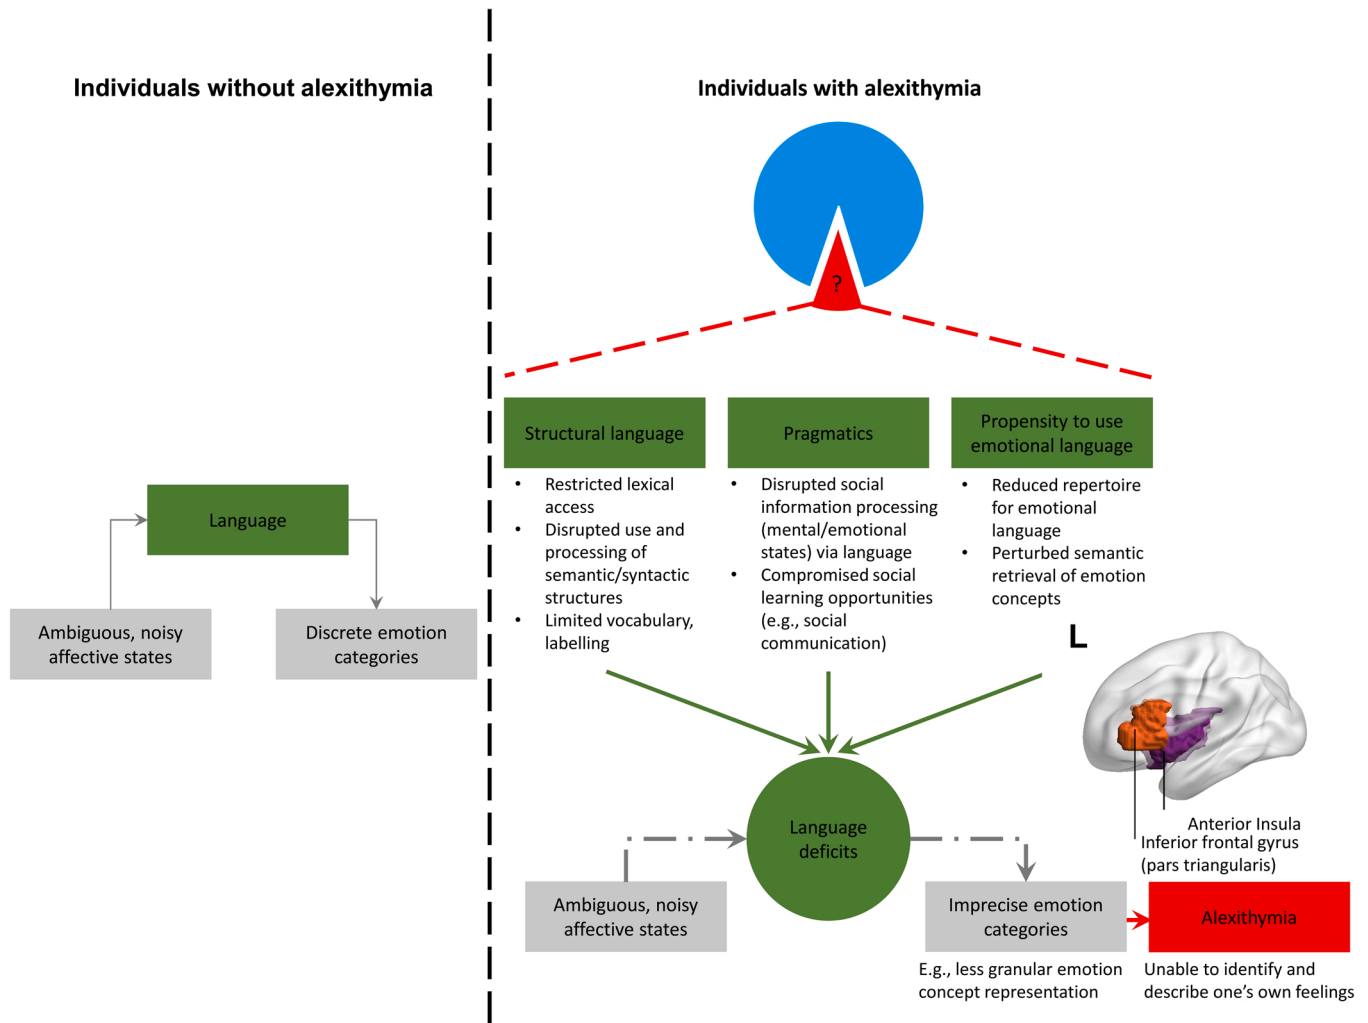 Individuals without alexithymia
Language
Ambiguous, noisy
affective states
Discrete emotion
categories
Individuals with alexithymia
?
Structural language
• Restricted lexical
access
• Disrupted use and
processing of
semantic/syntactic
structures
• Limited vocabulary,
labelling
Pragmatics
• Disrupted social
information processing
(mental/emotional
states) via language
• Compromised social
learning opportunities
(e.g., social
communication)
Propensity to use
emotional language
• Reduced repertoire
for emotional
language
• Perturbed semantic
retrieval of emotion
concepts
L
Anterior Insula
Inferior frontal gyrus
(pars triangularis)
Language
deficits
Ambiguous, noisy
affective states
Imprecise emotion
categories
E.g., less granular emotion
concept representation
Alexithymia
Unable to identify and
describe one's own feelings